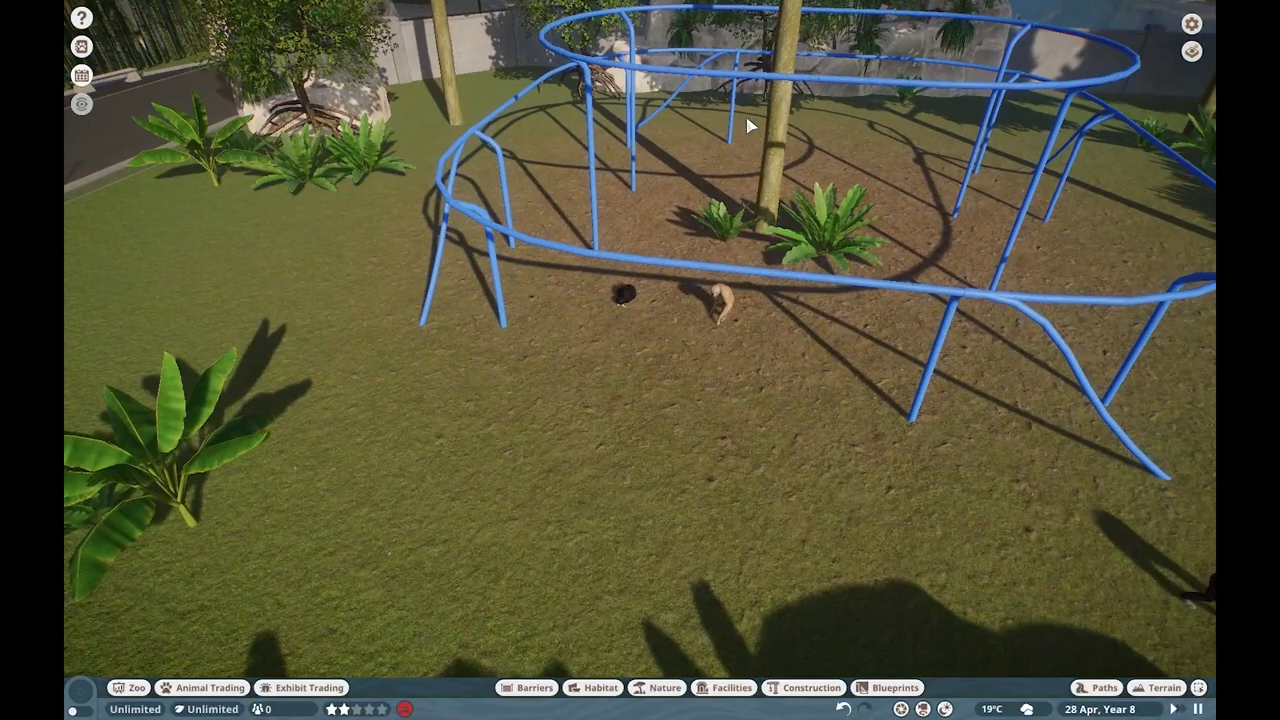 ?
Zoo
Animal Trading
Exhibit Trading
Barriers
Habitat
Nature
Facilities
Construction
Blueprints
Paths
Terrain
Unlimited
Unlimited
0
19°C
28 Apr, Year 8